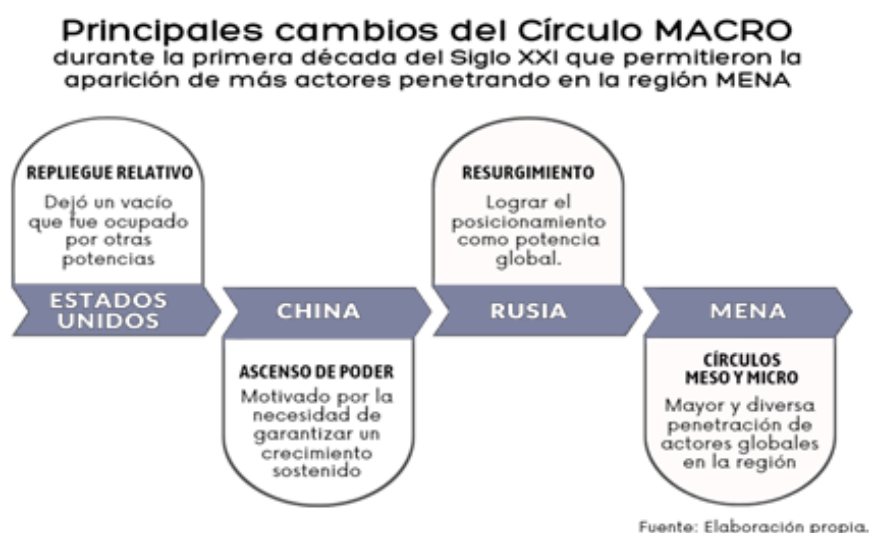 Principales cambios del Círculo MACRO
durante la primera década del Siglo XXI que permitieron la
aparición de más actores penetrando en la región MENA
REPLIEGUE RELATIVO
Dejó un vacío
que fue ocupado
por otras
potencias
ESTADOS
UNIDOS
CHINA
ASCENSO DE PODER
Motivado por la
necesidad de
garantizar un
crecimiento
sostenido
RESURGIMIENTO
Lograr el
posicionamiento
como potencia
global.
RUSIA
MENA
CÍRCULOS
MESO Y MICRO
Mayor y diversa
penetración de
actores globales
en la región
Fuente: Elaboración propia.